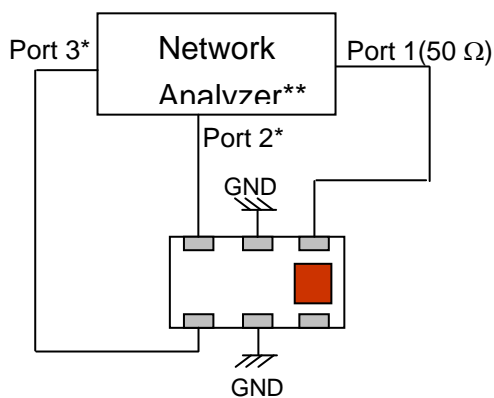 Port 3*
Network
Analyzer**
Port 1(50 Ω)
Port 2*
GND
GND